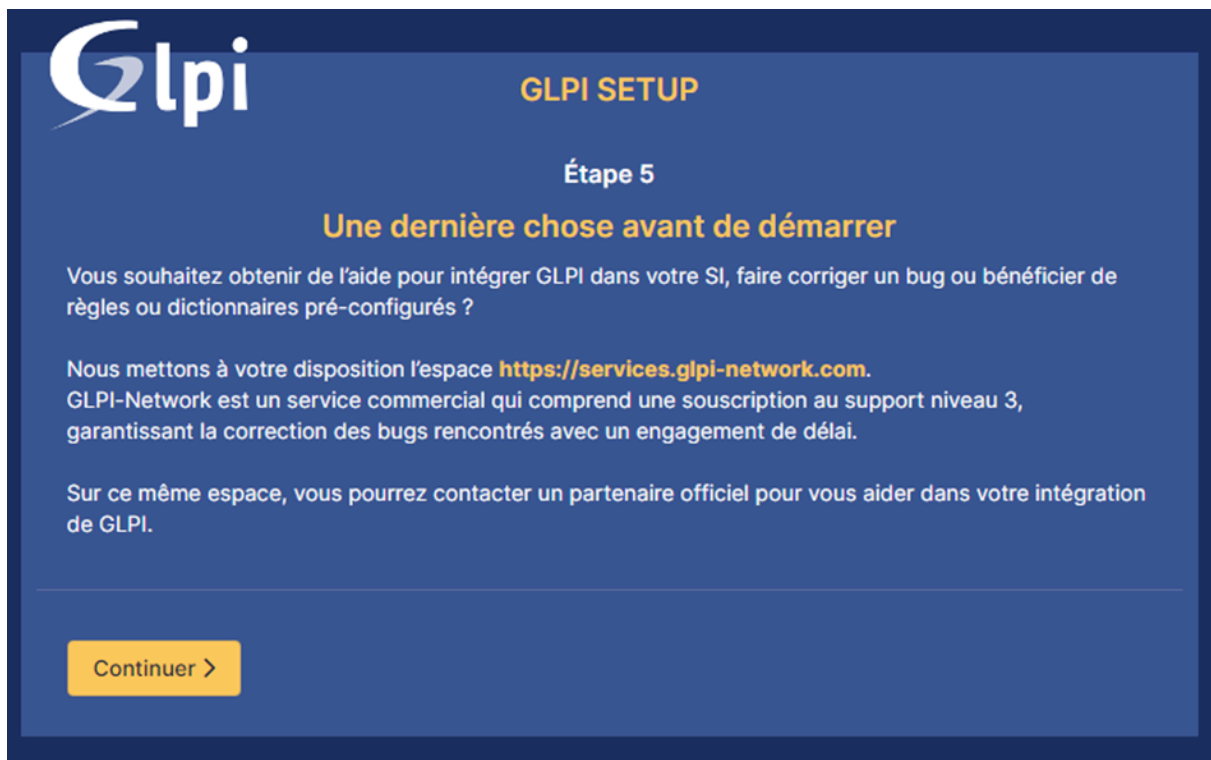 Glpi
GLPI SETUP
Étape 5
Une dernière chose avant de démarrer
Vous souhaitez obtenir de l’aide pour intégrer GLPI dans votre SI, faire corriger un bug ou bénéficier de
règles ou dictionnaires pré-configurés ?
Nous mettons à votre disposition l’espace https://services.glpi-network.com.
GLPI-Network est un service commercial qui comprend une souscription au support niveau 3,
garantissant la correction des bugs rencontrés avec un engagement de délai.
Sur ce même espace, vous pourrez contacter un partenaire officiel pour vous aider dans votre intégration
de GLPI.
Continuer >